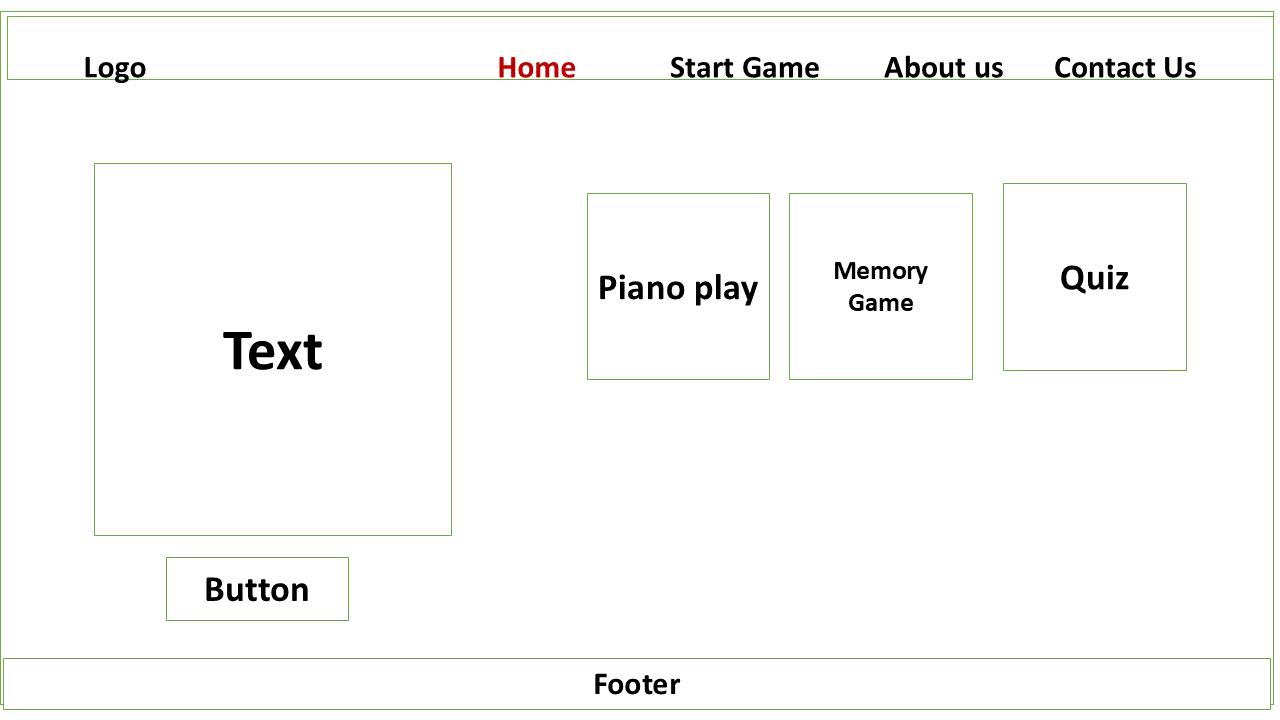 Logo
Home
Start Game
About us
Contact Us
Text
Piano play
Memory
Game
Quiz
Button
Footer